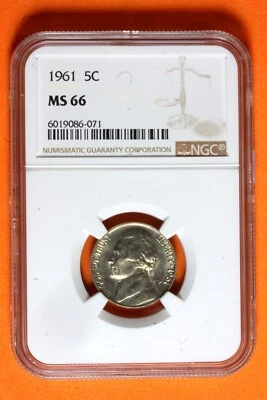 1961 5C
MS 66
6019086-071
NUMISMATIC GUARANTY CORPORATION
NGC®